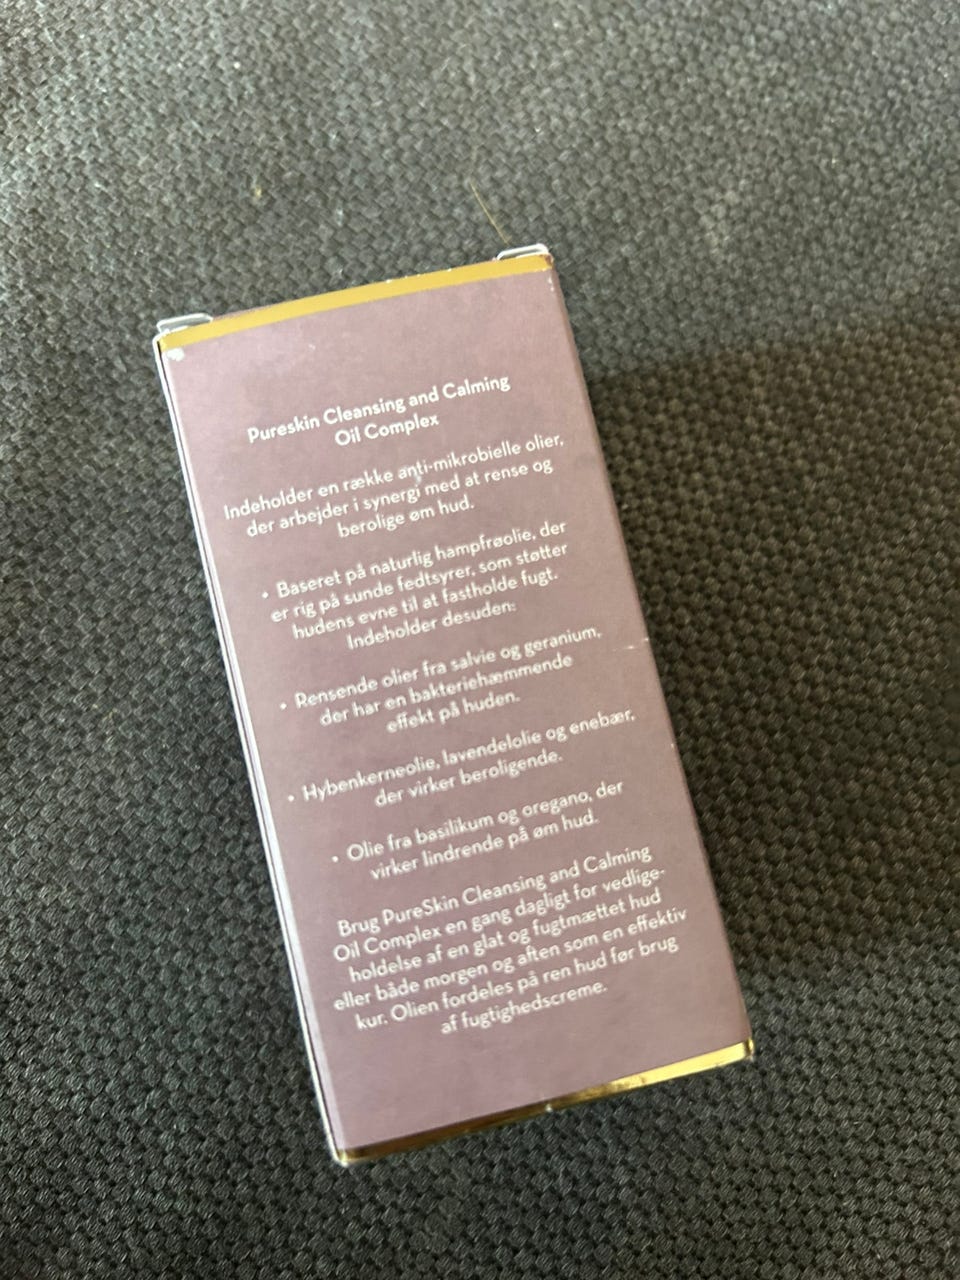 Pureskin Cleansing and Calming
Oil Complex
Indeholder en række anti-mikrobielle olier,
der arbejder i synergi med at rense og
berolige øm hud.
• Baseret på naturlig hampfrøolie, der
er rig på sunde fedtsyrer, som støtter
hudens evne til at fastholde fugt.
Indeholder desuden:
• Rensende olier fra salvie og geranium,
der har en bakteriehæmmende
effekt på huden.
• Hybenkerneolie, lavendelolie og enebær,
der virker beroligende.
• Olie fra basilikum og oregano, der
virker lindrende på øm hud.
Brug PureSkin Cleansing and Calming
Oil Complex en gang dagligt for vedlige-
holdelse af en glat og fugtmættet hud
eller både morgen og aften som en effektiv
kur. Olien fordeles på ren hud før brug
af fugtighedscreme.